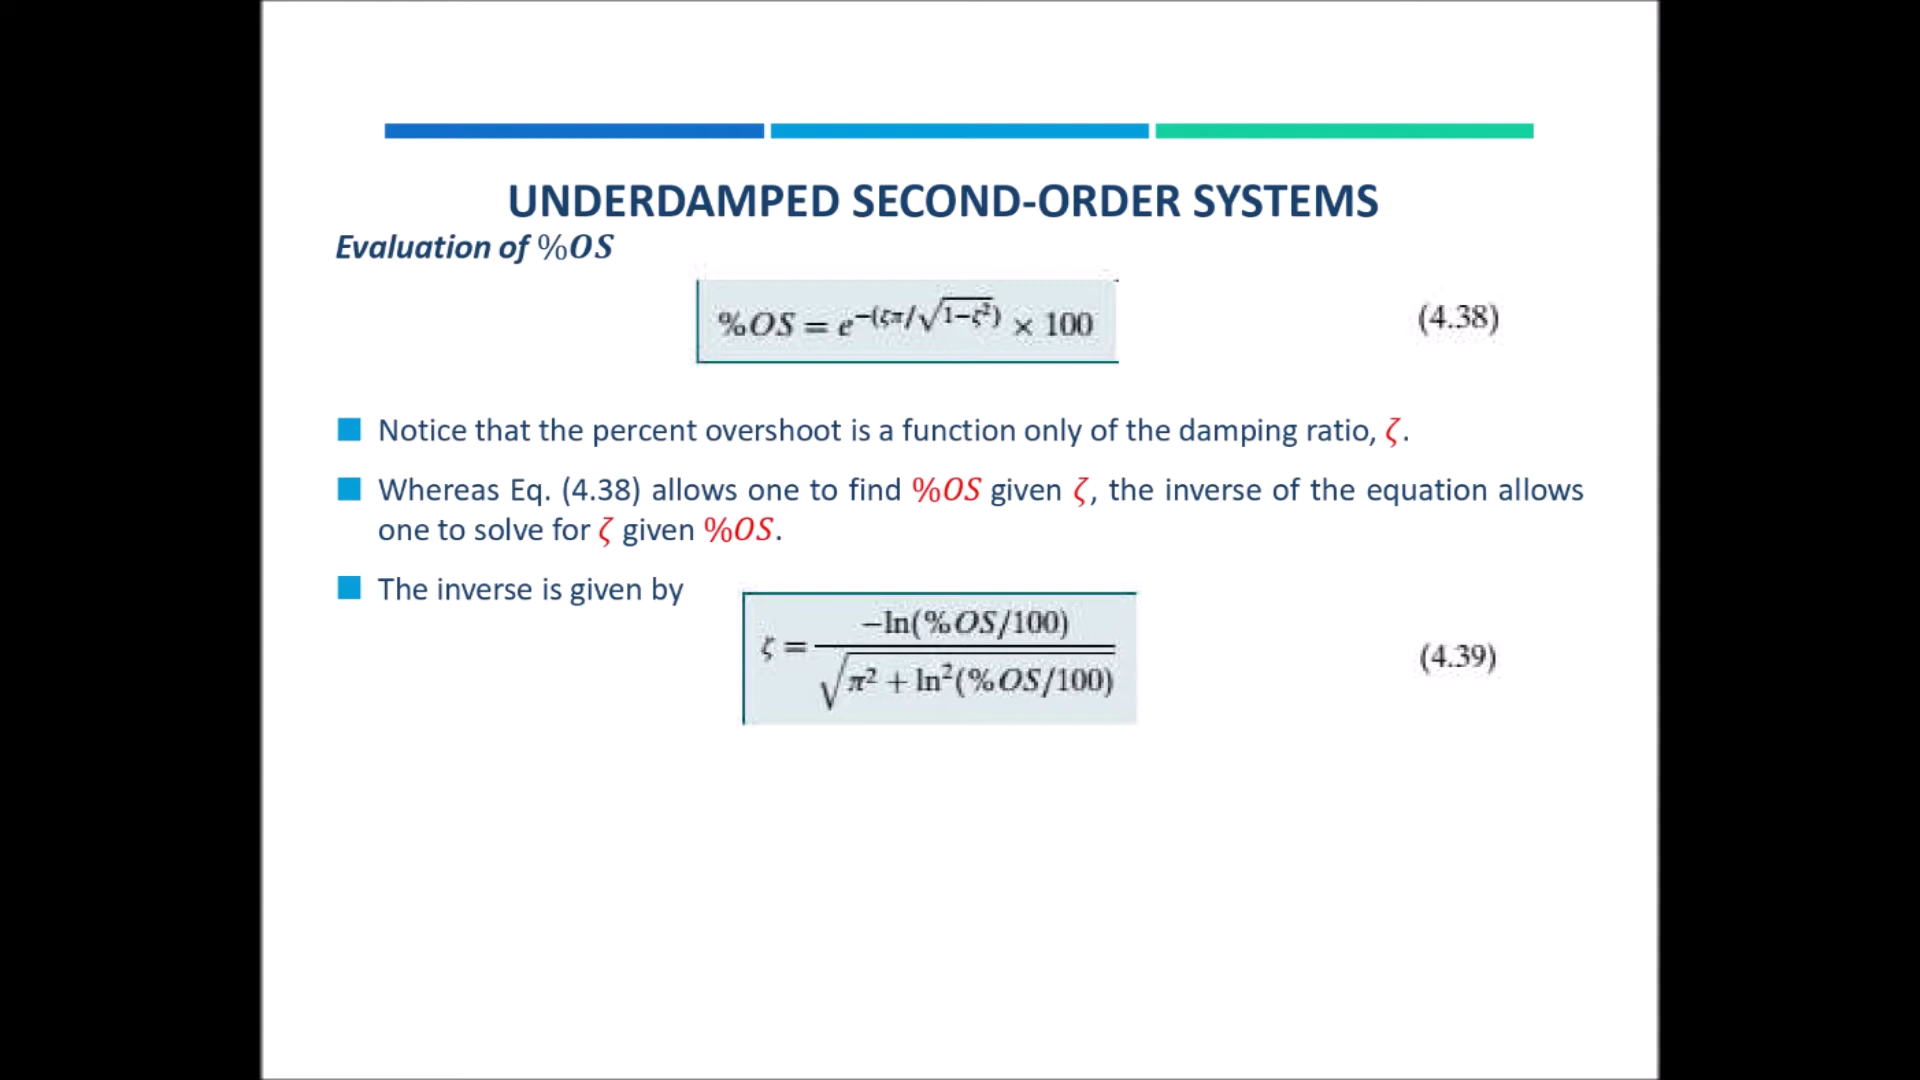 UNDERDAMPED SECOND-ORDER SYSTEMS
Evaluation of %OS
%OS = e^−(ζπ/√1−ζ²) × 100 (4.38)
Notice that the percent overshoot is a function only of the damping ratio, ζ.
Whereas Eq. (4.38) allows one to find %OS given ζ, the inverse of the equation allows
one to solve for ζ given %OS.
The inverse is given by
ζ = −ln(%OS/100) / √π² + ln²(%OS/100) (4.39)